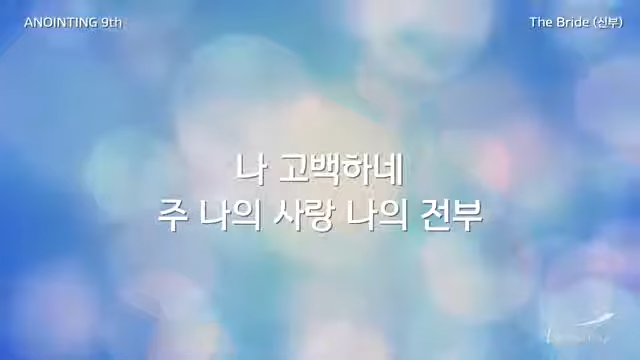 ANOINTING 9th
The Bride (신부)
나 고백하네
주 나의 사랑 나의 전부